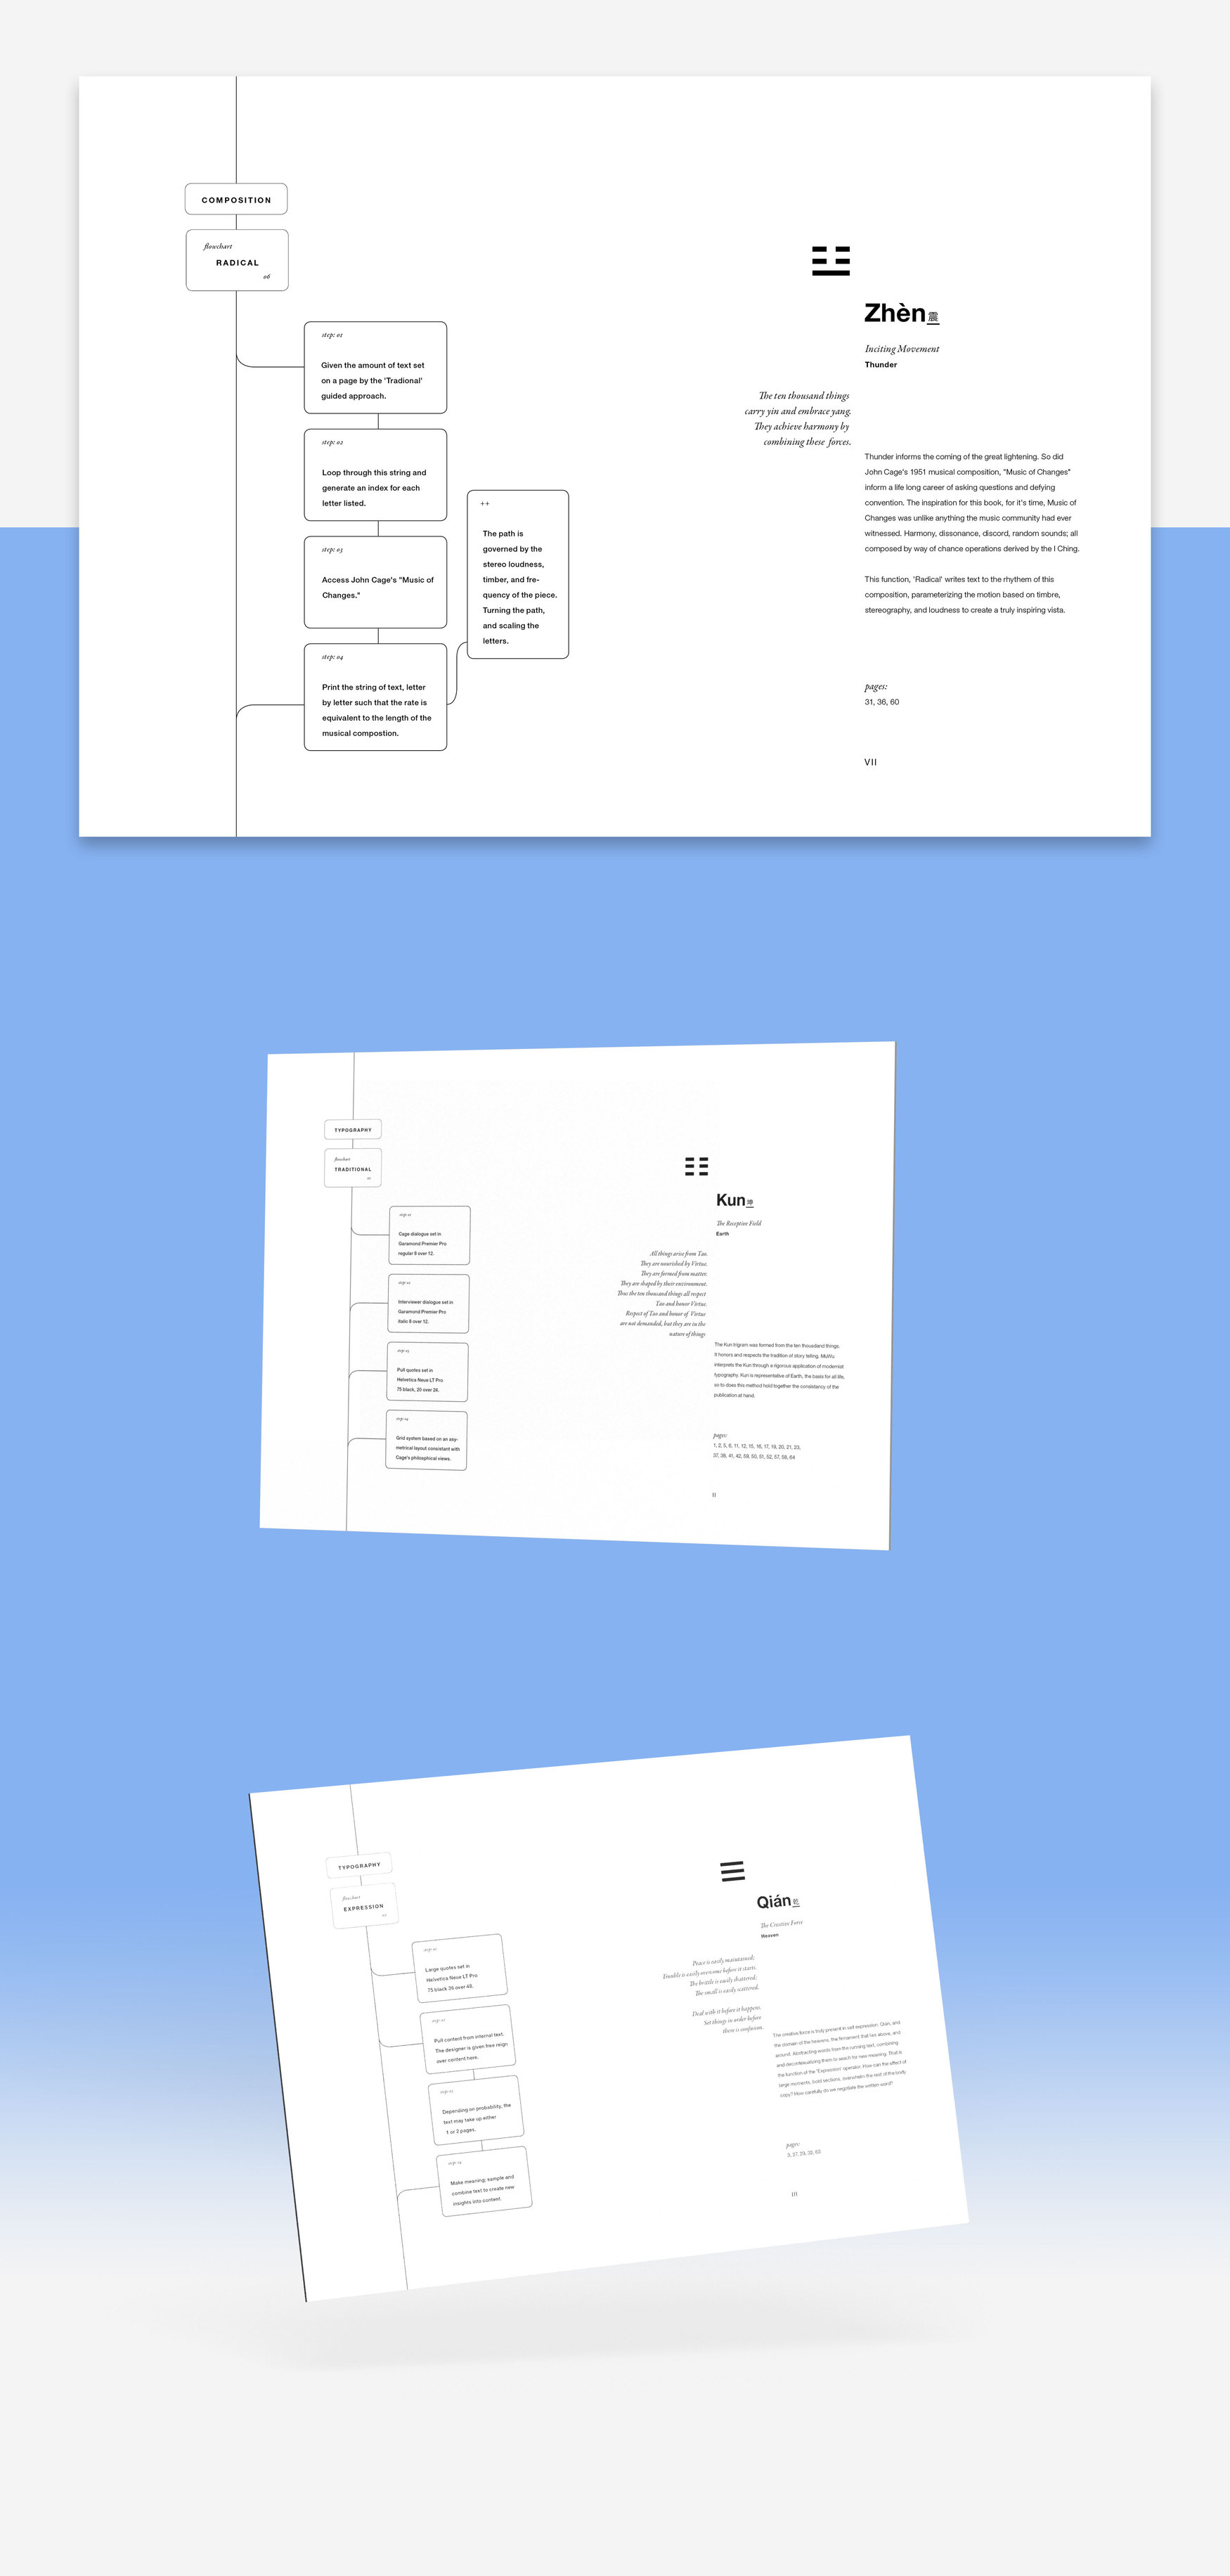 COMPOSITION
flowchart
RADICAL
06
step: 01
Given the amount of text set
on a page by the 'Tradional'
guided approach.
step: 02
Loop through this string and
generate an index for each
letter listed.
step: 03
Access John Cage's "Music of
Changes."
step: 04
Print the string of text, letter
by letter such that the rate is
equivalent to the length of the
musical compostion.
++
The path is
governed by the
stereo loudness,
timber, and fre-
quency of the piece.
Turning the path,
and scaling the
letters.
Zhèn震
Inciting Movement
Thunder
The ten thousand things
carry yin and embrace yang.
They achieve harmony by
combining these forces.
Thunder informs the coming of the great lightening. So did
John Cage's 1951 musical composition, "Music of Changes"
inform a life long career of asking questions and defying
convention. The inspiration for this book, for it's time, Music of
Changes was unlike anything the music community had ever
witnessed. Harmony, dissonance, discord, random sounds; all
composed by way of chance operations derived by the I Ching.
This function, 'Radical' writes text to the rhythem of this
composition, parameterizing the motion based on timbre,
stereography, and loudness to create a truly inspiring vista.
pages:
31, 36, 60
VII
TYPOGRAPHY
flowchart
TRADITIONAL
step: 01
Cage dialogue set in
Garamond Premier Pro
regular 8 over 12.
step: 02
Interviewer dialogue set in
Garamond Premier Pro
italic 8 over 12.
step: 03
Pull quotes set in
Helvetica Neue LT Pro
75 black, 20 over 26.
step: 04
Grid system based on an asy-
metrical layout consistent with
Cage's philosphical views.
Kun坤
The Receptive Field
Earth
All things arise from Tao.
They are nourished by Virtue.
They are formed from matter.
They are shaped by their environment.
Thus the ten thousand things all respect
Tao and honor Virtue.
Respect of Tao and honor of Virtue
are not demanded, but they are in the
nature of things
The Kun trigram was formed from the ten thousdand things.
It honors and respects the tradition of story telling. MuWu
interprets the Kun through a rigorous application of modernist
typography. Kun is representative of Earth, the basis for all life,
so to does this method hold together the consistancy of the
publication at hand.
pages:
1, 2, 5, 6, 11, 12, 15, 16, 17, 19, 20, 21, 23,
37, 38, 41, 42, 59, 50, 51, 52, 57, 58, 64
II
TYPOGRAPHY
flowchart
EXPRESSION
step: 01
Large quotes set in
Helvetica Neue LT Pro
75 black 36 over 43.
step: 02
Pull content from internal text.
The designer is given free reign
over content here.
step: 03
Depending on probability, the
text may take up either
1 or 2 pages.
step: 04
Make meaning, sample and
combine text to create new
insights into content.
Qián乾
The Creative Force
Heaven
Peace is easily maintained;
Trouble is easily overcome before it starts.
The brittle is easily shattered;
The small is easily scattered.
Deal with it before it happens.
Set things in order before
there is confusion.
The creative force is truly present in self expression. Qian, and
the domain of the heavens, the firmament that lies above, and
around. Abstracting words from the running text, combining
and decontextualizing them to search for new meaning. That is
the function of the 'Expression' operator. How can the effect of
large moments, bold sections, overwhelm the rest of the body
copy? How carefully do we negotiate the written word?
pages:
3, 27, 29, 32, 63
III